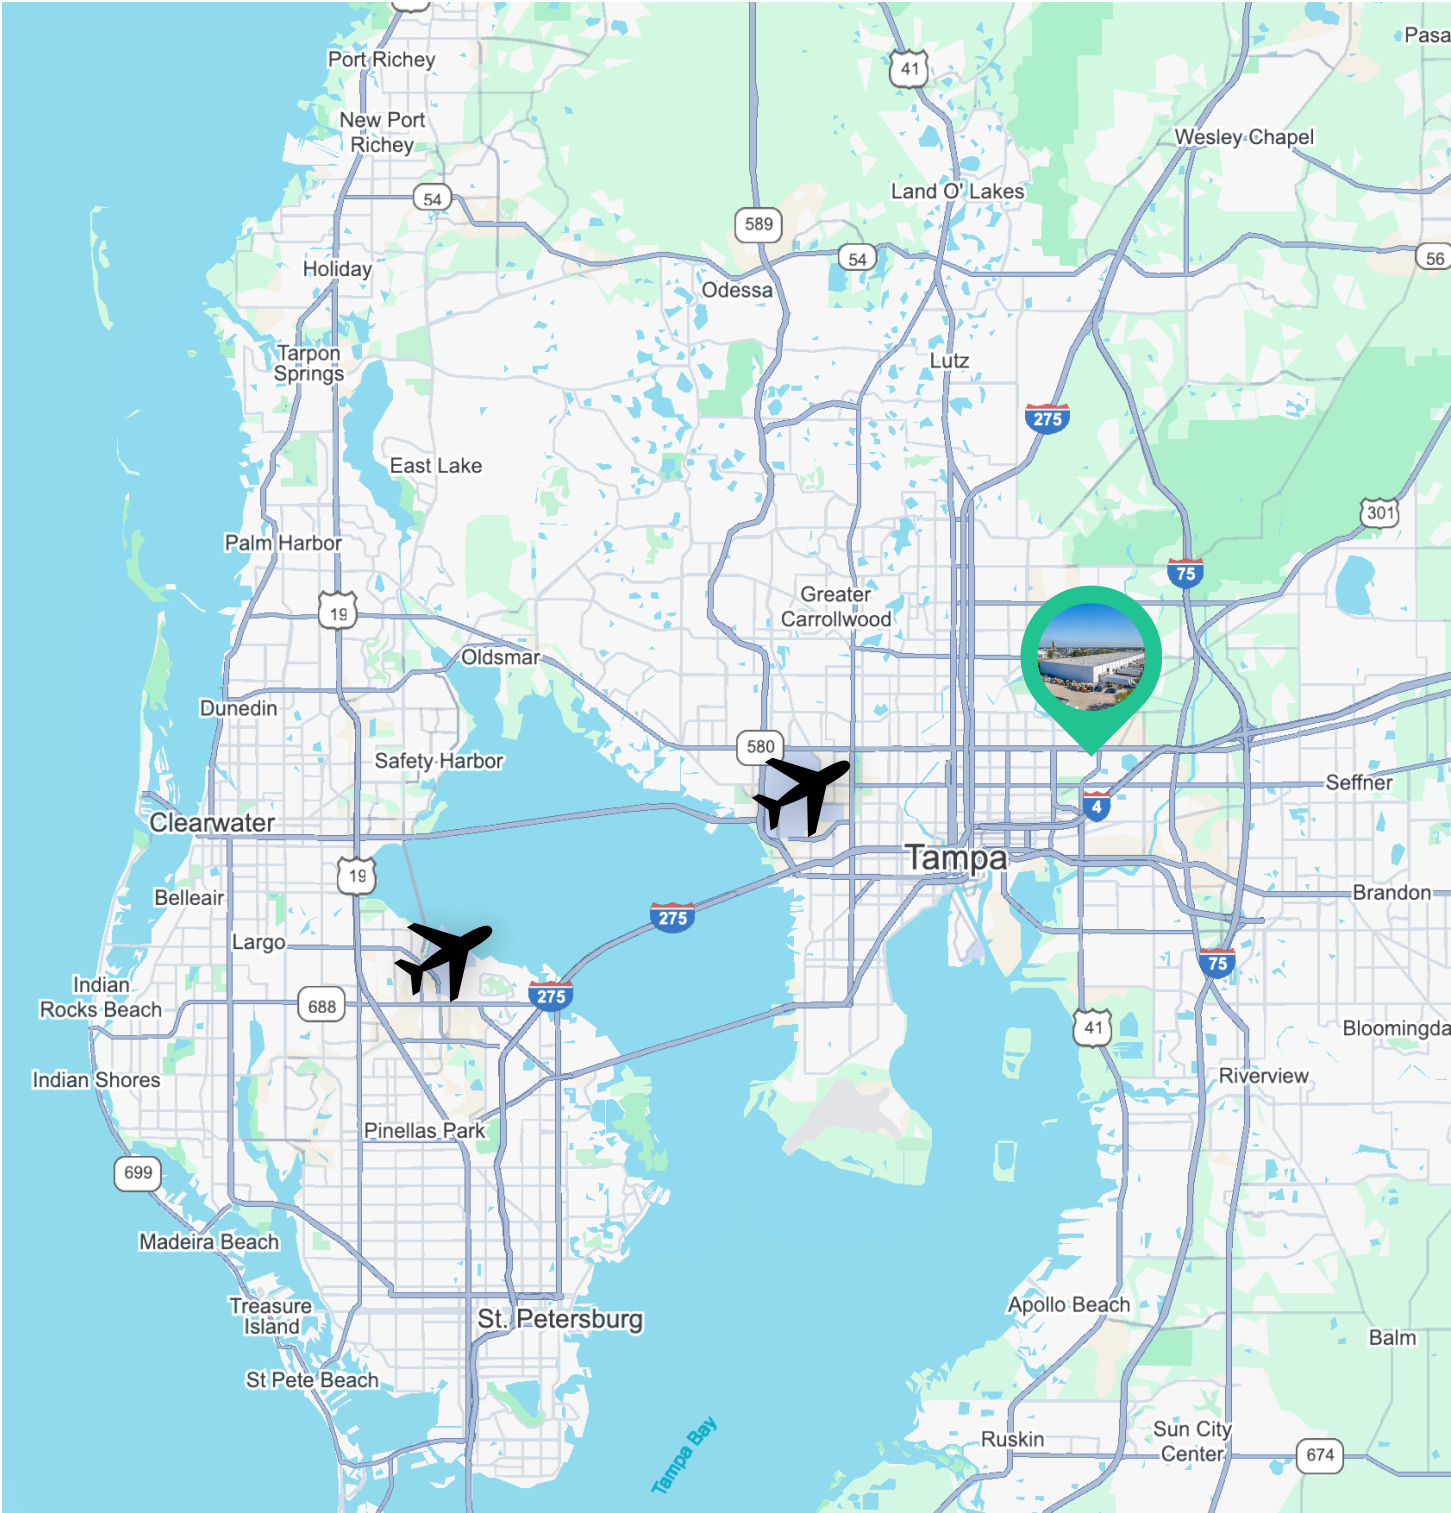 Port Richey
Pasa
41
New Port
Richey
Wesley Chapel
Land O' Lakes
54
589
54
56
Holiday
Odessa
Tarpon
Springs
Lutz
275
East Lake
301
Palm Harbor
75
19
Greater
Carrollwood
Oldsmar
Dunedin
580
Safety Harbor
Seffner
4
Clearwater
Tampa
19
Belleair
Brandon
275
Largo
75
Indian
Rocks Beach
275
688
41
Bloomingda
Indian Shores
Riverview
Pinellas Park
699
Madeira Beach
Treasure
Island
Apollo Beach
St. Petersburg
Balm
St Pete Beach
Tampa Bay
Ruskin
Sun City
Center
674